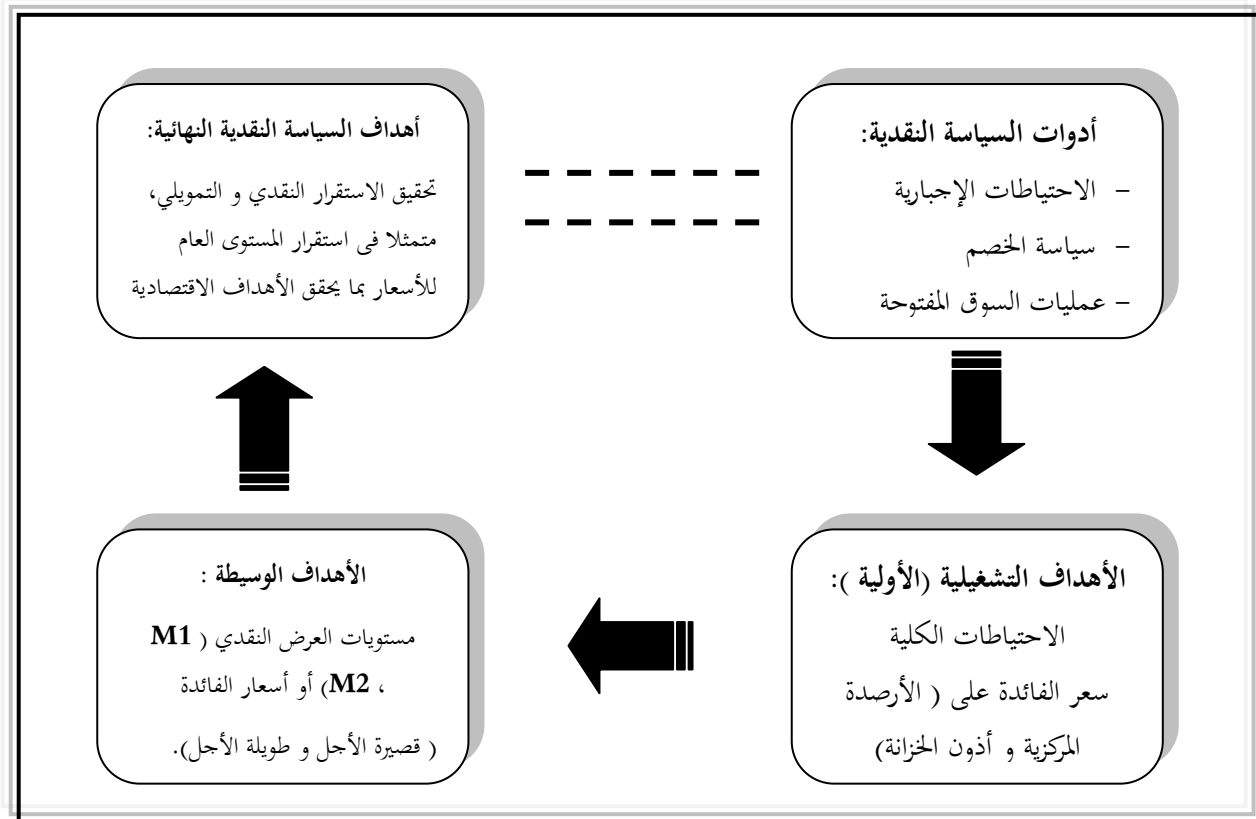 أدوات السياسة النقدية:
– الاحتياطات الإجبارية
– سياسة الخصم
– عمليات السوق المفتوحة
أهداف السياسة النقدية النهائية:
تحقيق الاستقرار النقدي و التمويلي،
متمثلا فى استقرار المستوى العام
للأسعار بما يحقق الأهداف الاقتصادية
الأهداف التشغيلية (الأولية ):
الاحتياطات الكلية
سعر الفائدة على ( الأرصدة
المركزية و أذون الخزانة)
الأهداف الوسيطة :
مستويات العرض النقدي ( M1
، M2) أو أسعار الفائدة
( قصيرة الأجل و طويلة الأجل).